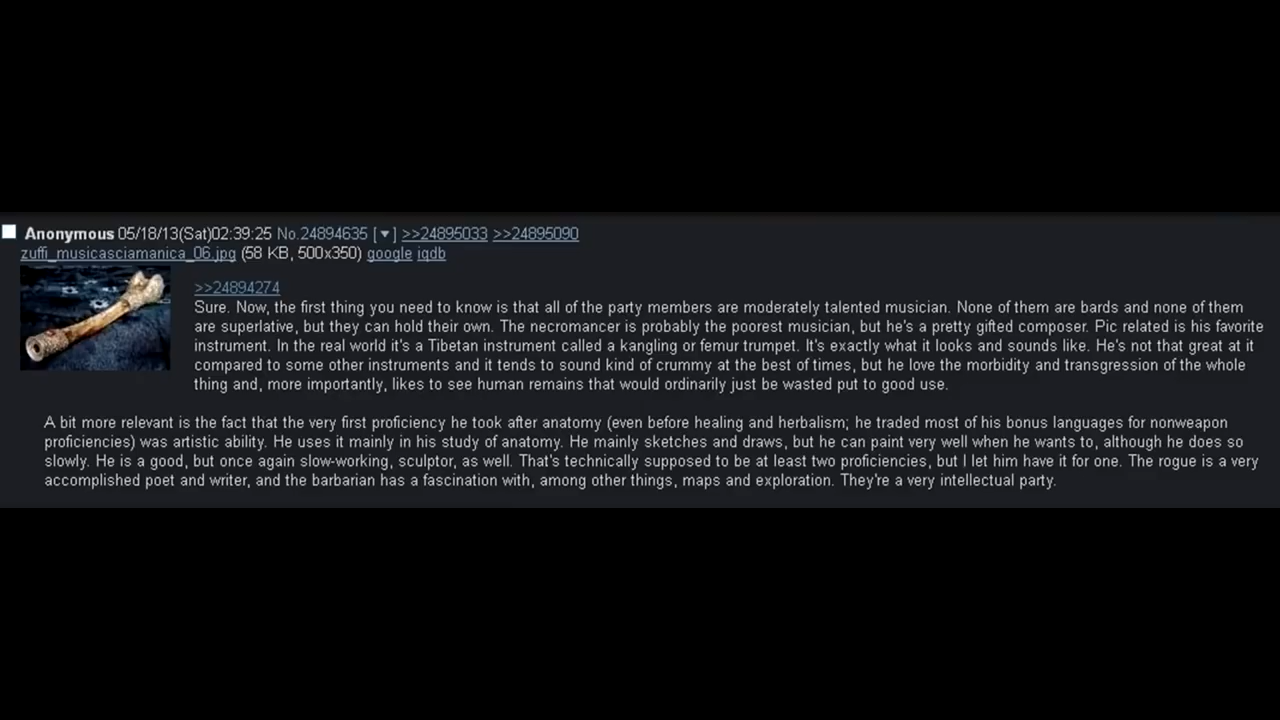 Anonymous 05/18/13(Sat)02:39:25 No.24894635 [▼] >>24895033 >>24895090
zuffi_musicasciamanica_06.jpg (58 KB, 500x350) google iqdb
>>24894274
Sure. Now, the first thing you need to know is that all of the party members are moderately talented musician. None of them are bards and none of them
are superlative, but they can hold their own. The necromancer is probably the poorest musician, but he's a pretty gifted composer. Pic related is his favorite
instrument. In the real world it's a Tibetan instrument called a kangling or femur trumpet. It's exactly what it looks and sounds like. He's not that great at it
compared to some other instruments and it tends to sound kind of crummy at the best of times, but he love the morbidity and transgression of the whole
thing and, more importantly, likes to see human remains that would ordinarily just be wasted put to good use.
A bit more relevant is the fact that the very first proficiency he took after anatomy (even before healing and herbalism; he traded most of his bonus languages for nonweapon
proficiencies) was artistic ability. He uses it mainly in his study of anatomy. He mainly sketches and draws, but he can paint very well when he wants to, although he does so
slowly. He is a good, but once again slow-working, sculptor, as well. That's technically supposed to be at least two proficiencies, but I let him have it for one. The rogue is a very
accomplished poet and writer, and the barbarian has a fascination with, among other things, maps and exploration. They're a very intellectual party.